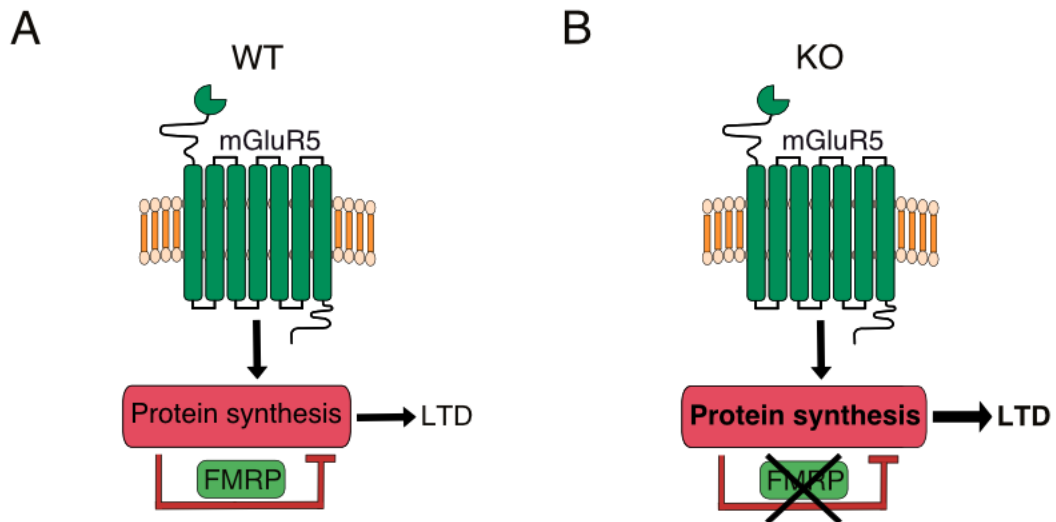 A
WT
mGluR5
Protein synthesis
LTD
FMRP
B
KO
mGluR5
Protein synthesis
LTD
FMRP